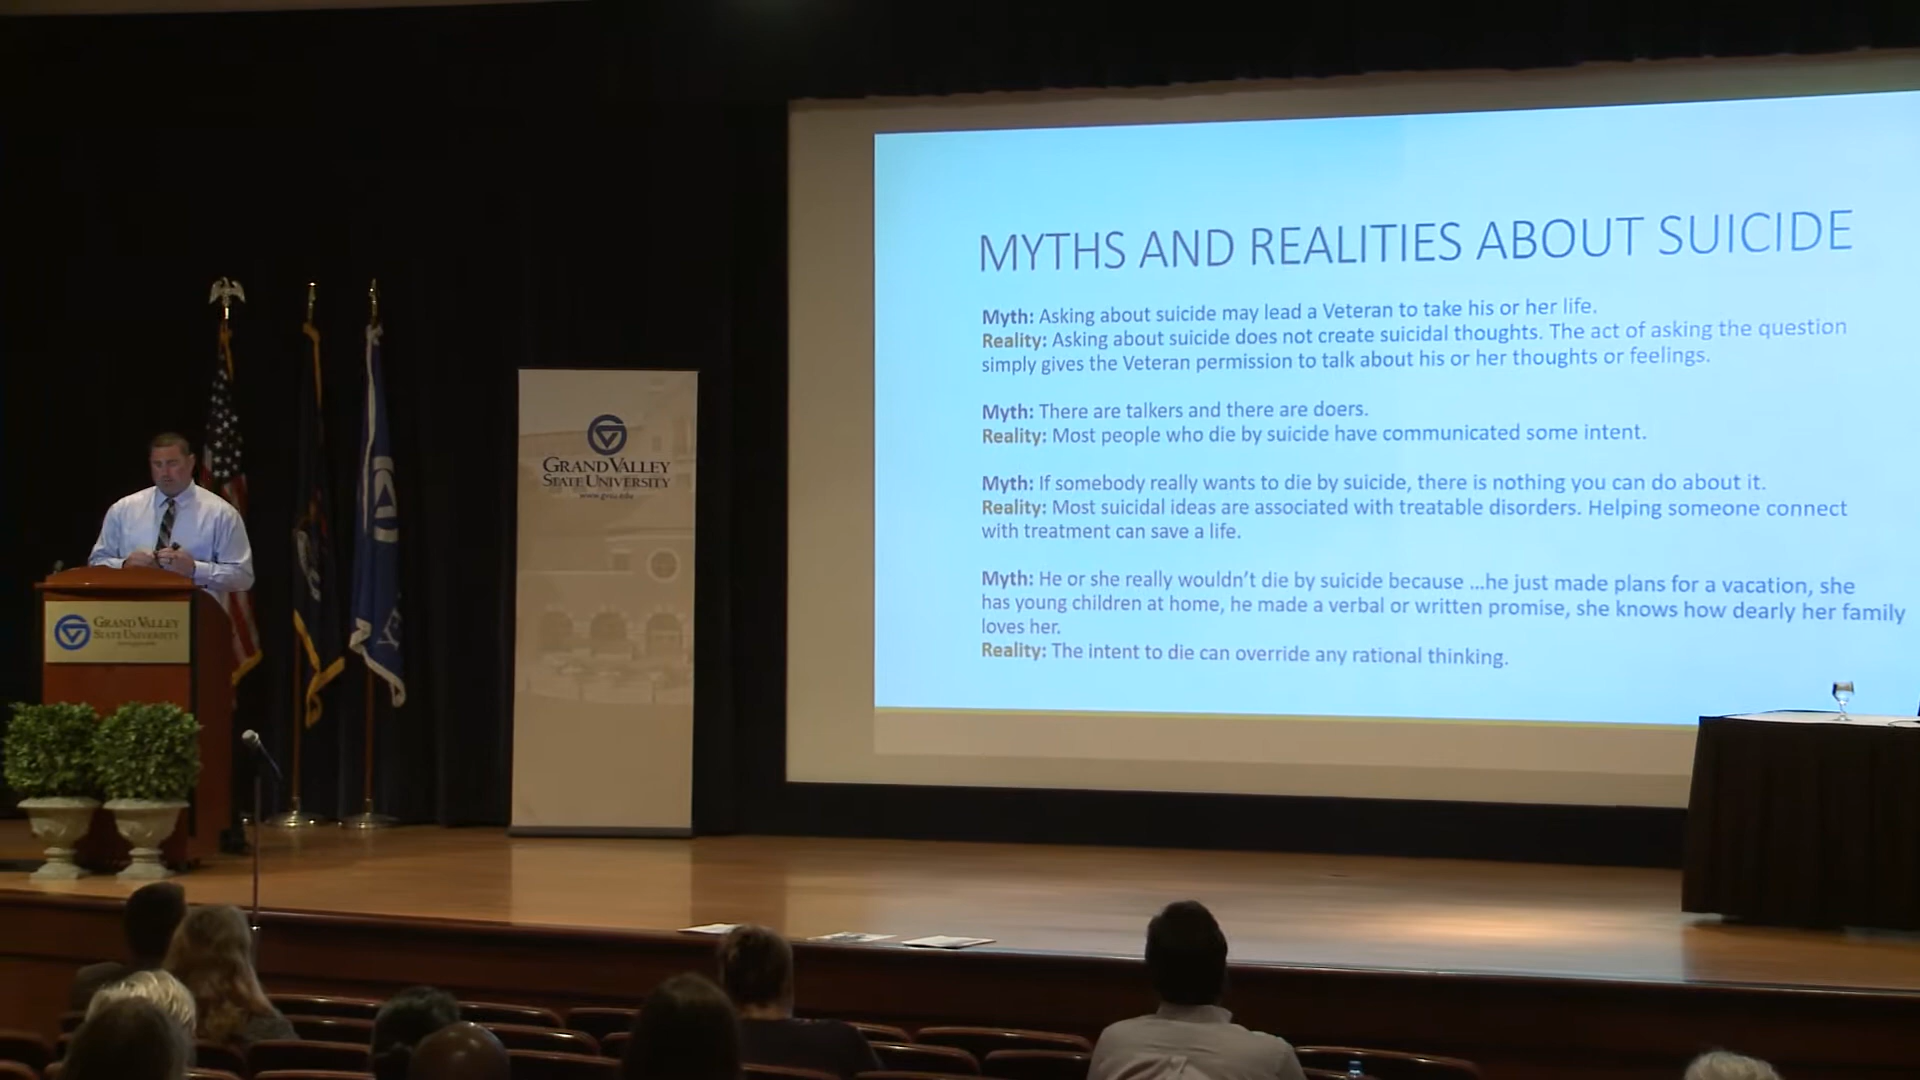 MYTHS AND REALITIES ABOUT SUICIDE
Myth: Asking about suicide may lead a Veteran to take his or her life.
Reality: Asking about suicide does not create suicidal thoughts. The act of asking the question
simply gives the Veteran permission to talk about his or her thoughts or feelings.
Myth: There are talkers and there are doers.
Reality: Most people who die by suicide have communicated some intent.
Myth: If somebody really wants to die by suicide, there is nothing you can do about it.
Reality: Most suicidal ideas are associated with treatable disorders. Helping someone connect
with treatment can save a life.
Myth: He or she really wouldn't die by suicide because ...he just made plans for a vacation, she
has young children at home, he made a verbal or written promise, she knows how dearly her family
loves her.
Reality: The intent to die can override any rational thinking.
GRAND VALLEY
STATE UNIVERSITY
www.gvsu.edu
GRAND VALLEY
STATE UNIVERSITY